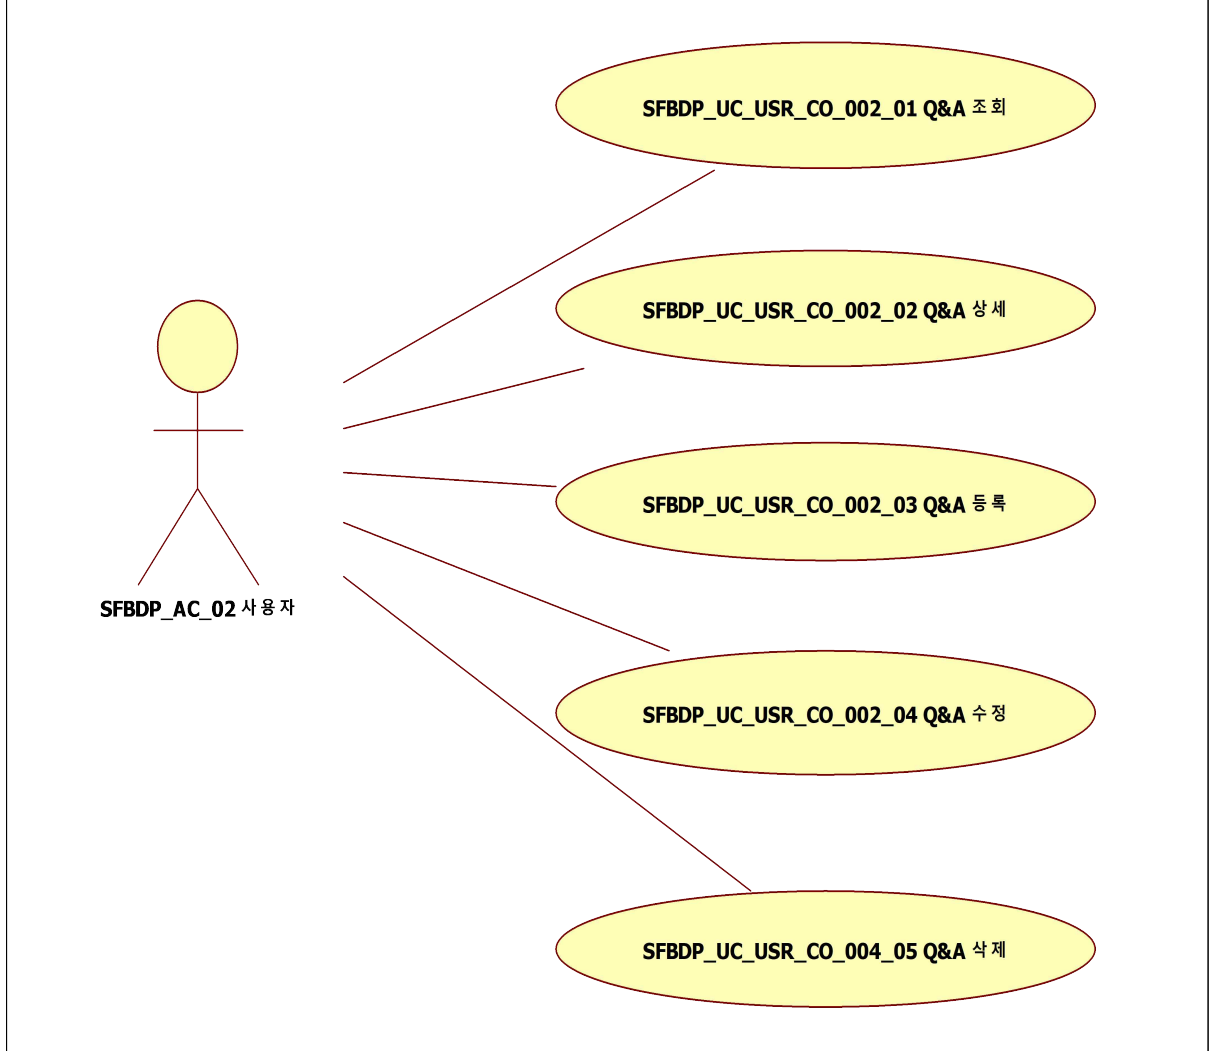 SFBDP_UC_USR_CO_002_01 Q&A 조회
SFBDP_UC_USR_CO_002_02 Q&A 상세
SFBDP_UC_USR_CO_002_03 Q&A 등록
SFBDP_AC_02 사용자
SFBDP_UC_USR_CO_002_04 Q&A 수정
SFBDP_UC_USR_CO_004_05 Q&A 삭제